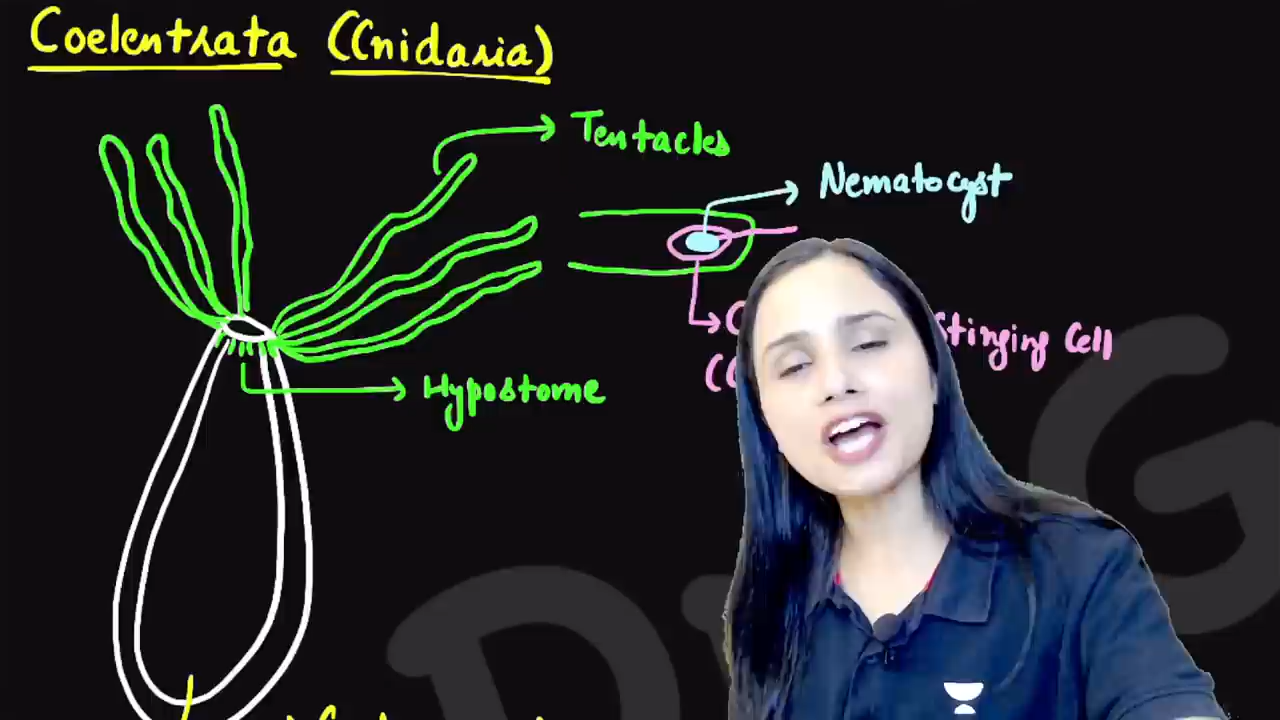 Coelentrata (Cnidaria)
Tentacles
Nematocyst
Stinging Cell
Hypostome